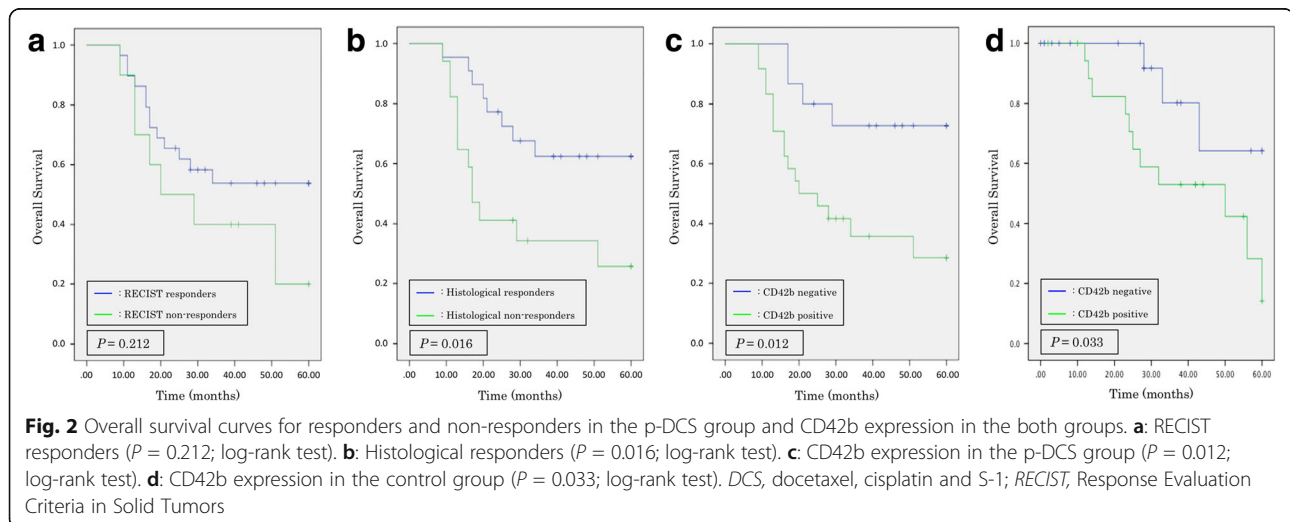 a
1.0
0.8
0.6
0.4
0.2
0.0
Overall Survival
: RECIST responders
: RECIST non-responders
P = 0.212
.00 10.00 20.00 30.00 40.00 50.00 60.00
Time (months)
b
1.0
0.8
0.6
0.4
0.2
0.0
Overall Survival
: Histological responders
: Histological non-responders
P = 0.016
.00 10.00 20.00 30.00 40.00 50.00 60.00
Time (months)
c
1.0
0.8
0.6
0.4
0.2
0.0
Overall Survival
: CD42b negative
: CD42b positive
P = 0.012
.00 10.00 20.00 30.00 40.00 50.00 60.00
Time (months)
d
1.0
0.8
0.6
0.4
0.2
0.0
Overall Survival
: CD42b negative
: CD42b positive
P = 0.033
.00 10.00 20.00 30.00 40.00 50.00 60.00
Time (months)
Fig. 2 Overall survival curves for responders and non-responders in the p-DCS group and CD42b expression in the both groups. a: RECIST
responders (P = 0.212; log-rank test). b: Histological responders (P = 0.016; log-rank test). c: CD42b expression in the p-DCS group (P = 0.012;
log-rank test). d: CD42b expression in the control group (P = 0.033; log-rank test). DCS, docetaxel, cisplatin and S-1; RECIST, Response Evaluation
Criteria in Solid Tumors